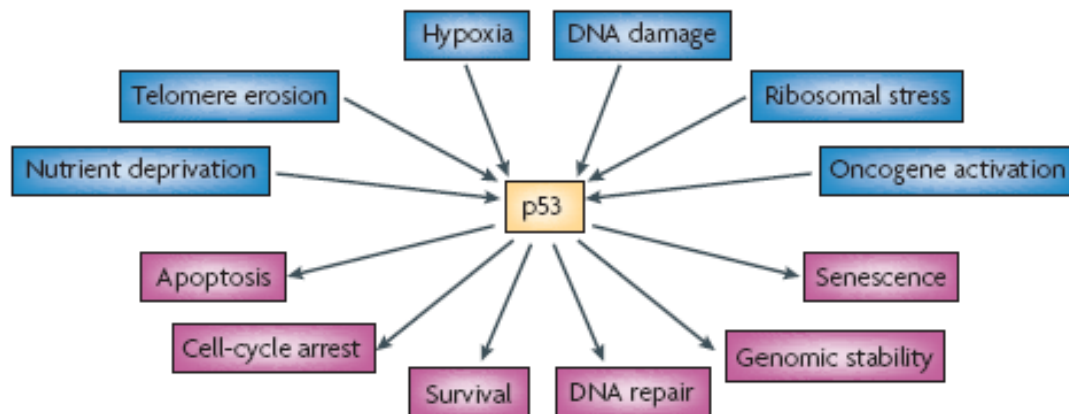 Hypoxia
DNA damage
Telomere erosion
Ribosomal stress
Nutrient deprivation
Oncogene activation
p53
Apoptosis
Senescence
Cell-cycle arrest
Genomic stability
Survival
DNA repair